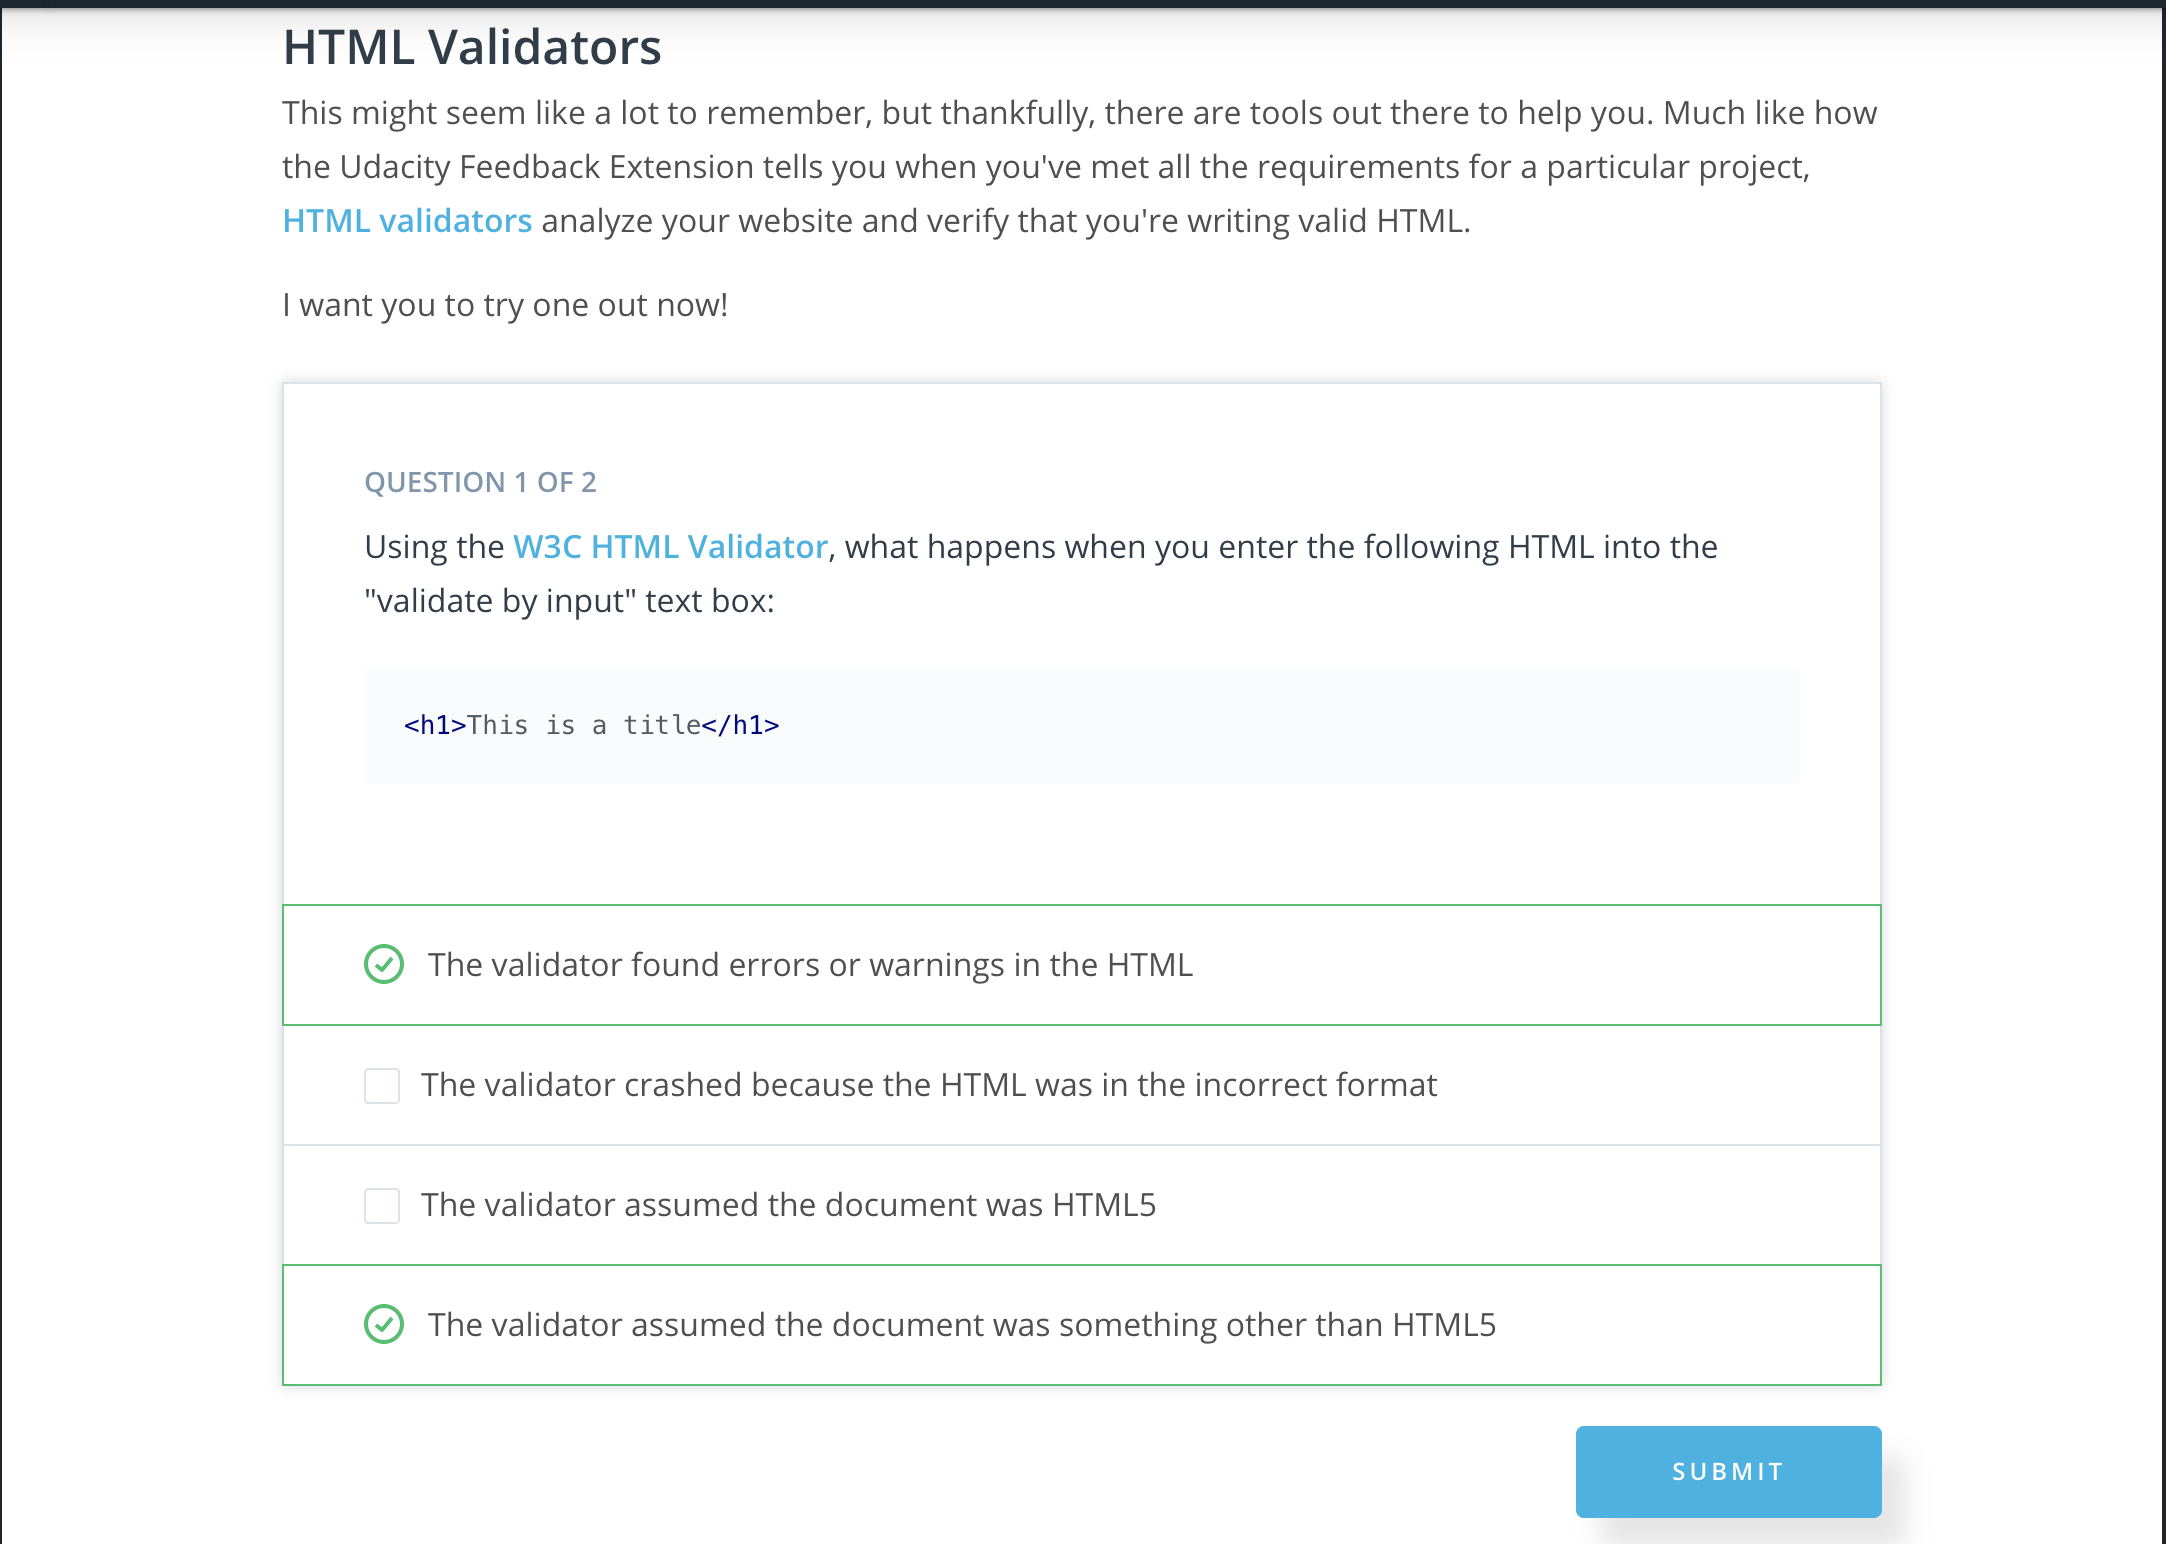 HTML Validators
This might seem like a lot to remember, but thankfully, there are tools out there to help you. Much like how
the Udacity Feedback Extension tells you when you've met all the requirements for a particular project,
HTML validators analyze your website and verify that you're writing valid HTML.
I want you to try one out now!
QUESTION 1 OF 2
Using the W3C HTML Validator, what happens when you enter the following HTML into the
"validate by input" text box:
<h1>This is a title</h1>
The validator found errors or warnings in the HTML
The validator crashed because the HTML was in the incorrect format
The validator assumed the document was HTML5
The validator assumed the document was something other than HTML5
SUBMIT